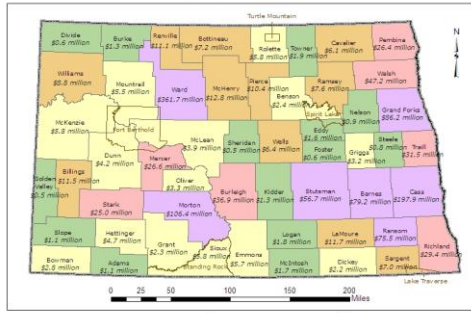 Turtle Mountain
Divide
$0.6 million
Burke
$1.3 million
Renville
$11.1 million
Bottineau
$7.2 million
Rolette
$5.8 million
Towner
$1.9 million
Cavalier
$6.1 million
Pembina
$26.4 million
Williams
$8.8 million
Mountrail
$5.5 million
Ward
$361.7 million
McHenry
$12.8 million
Pierce
$10.4 million
Benson
$2.4 million
Ramsey
$7.6 million
Walsh
$47.2 million
Spirit Lake
Nelson
$0.9 million
Grand Forks
McKenzie
$5.8 million
Fort Berthold
McLean
$3.9 million
Sheridan
$0.5 million
Wells
$6.4 million
Eddy
$1.6 million
Foster
$0.6 million
Griggs
$3.2 million
Steele
$0.8 million
Traill
$31.5 million
Dunn
$4.2 million
Mercer
$26.6 million
Oliver
$3.3 million
Golden Valley
$0.5 million
Billings
$11.5 million
Stark
$25.0 million
Morton
$106.4 million
Burleigh
$36.9 million
Kidder
$1.3 million
Stutsman
$56.7 million
Barnes
$79.2 million
Cass
$197.9 million
Slope
$1.1 million
Hettinger
$4.7 million
Grant
$2.3 million
Sioux
$5.8 million
Standing Rock
Emmons
$5.7 million
Logan
$1.8 million
LaMoure
$11.7 million
Ransom
$75.5 million
Richland
$29.4 million
Bowman
$2.8 million
Adams
$1.1 million
McIntosh
$1.7 million
Dickey
$2.2 million
Sargent
$7.0 million
Lake Traverse
N
0 50 100 150 200
Miles